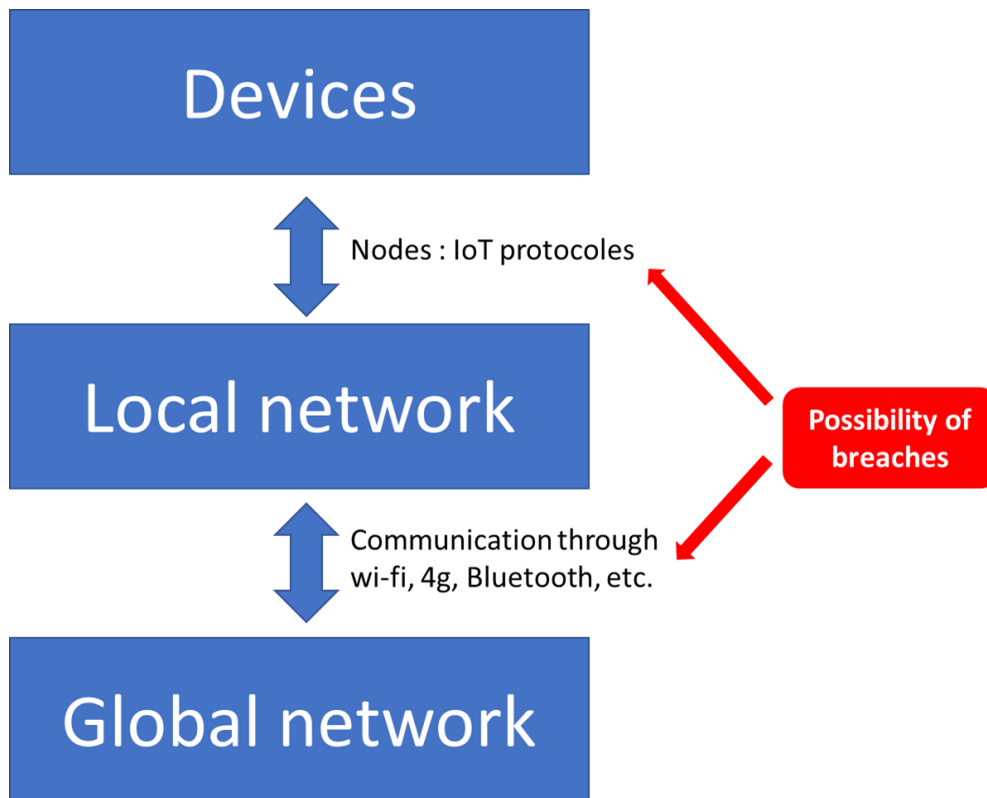 Devices
Nodes : IoT protocoles
Local network
Possibility of
breaches
Communication through
wi-fi, 4g, Bluetooth, etc.
Global network